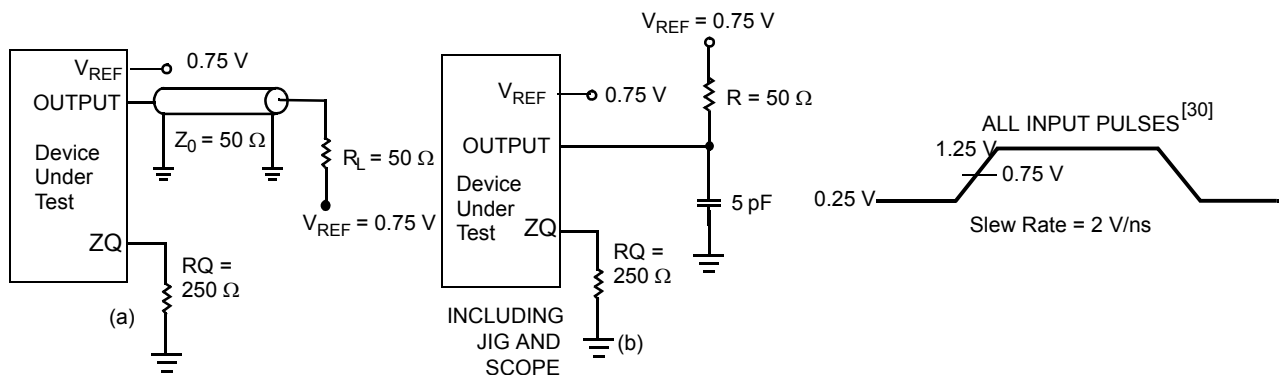 V_REF
0.75 V
OUTPUT
Z_0 = 50 Ω
Device
Under
Test
R_L = 50 Ω
V_REF = 0.75 V
ZQ
RQ =
250 Ω
(a)
V_REF = 0.75 V
R = 50 Ω
V_REF
0.75 V
OUTPUT
Device
Under
Test
5 pF
ZQ
RQ =
250 Ω
INCLUDING
JIG AND
SCOPE
(b)
ALL INPUT PULSES[30]
1.25 V
0.75 V
0.25 V
Slew Rate = 2 V/ns